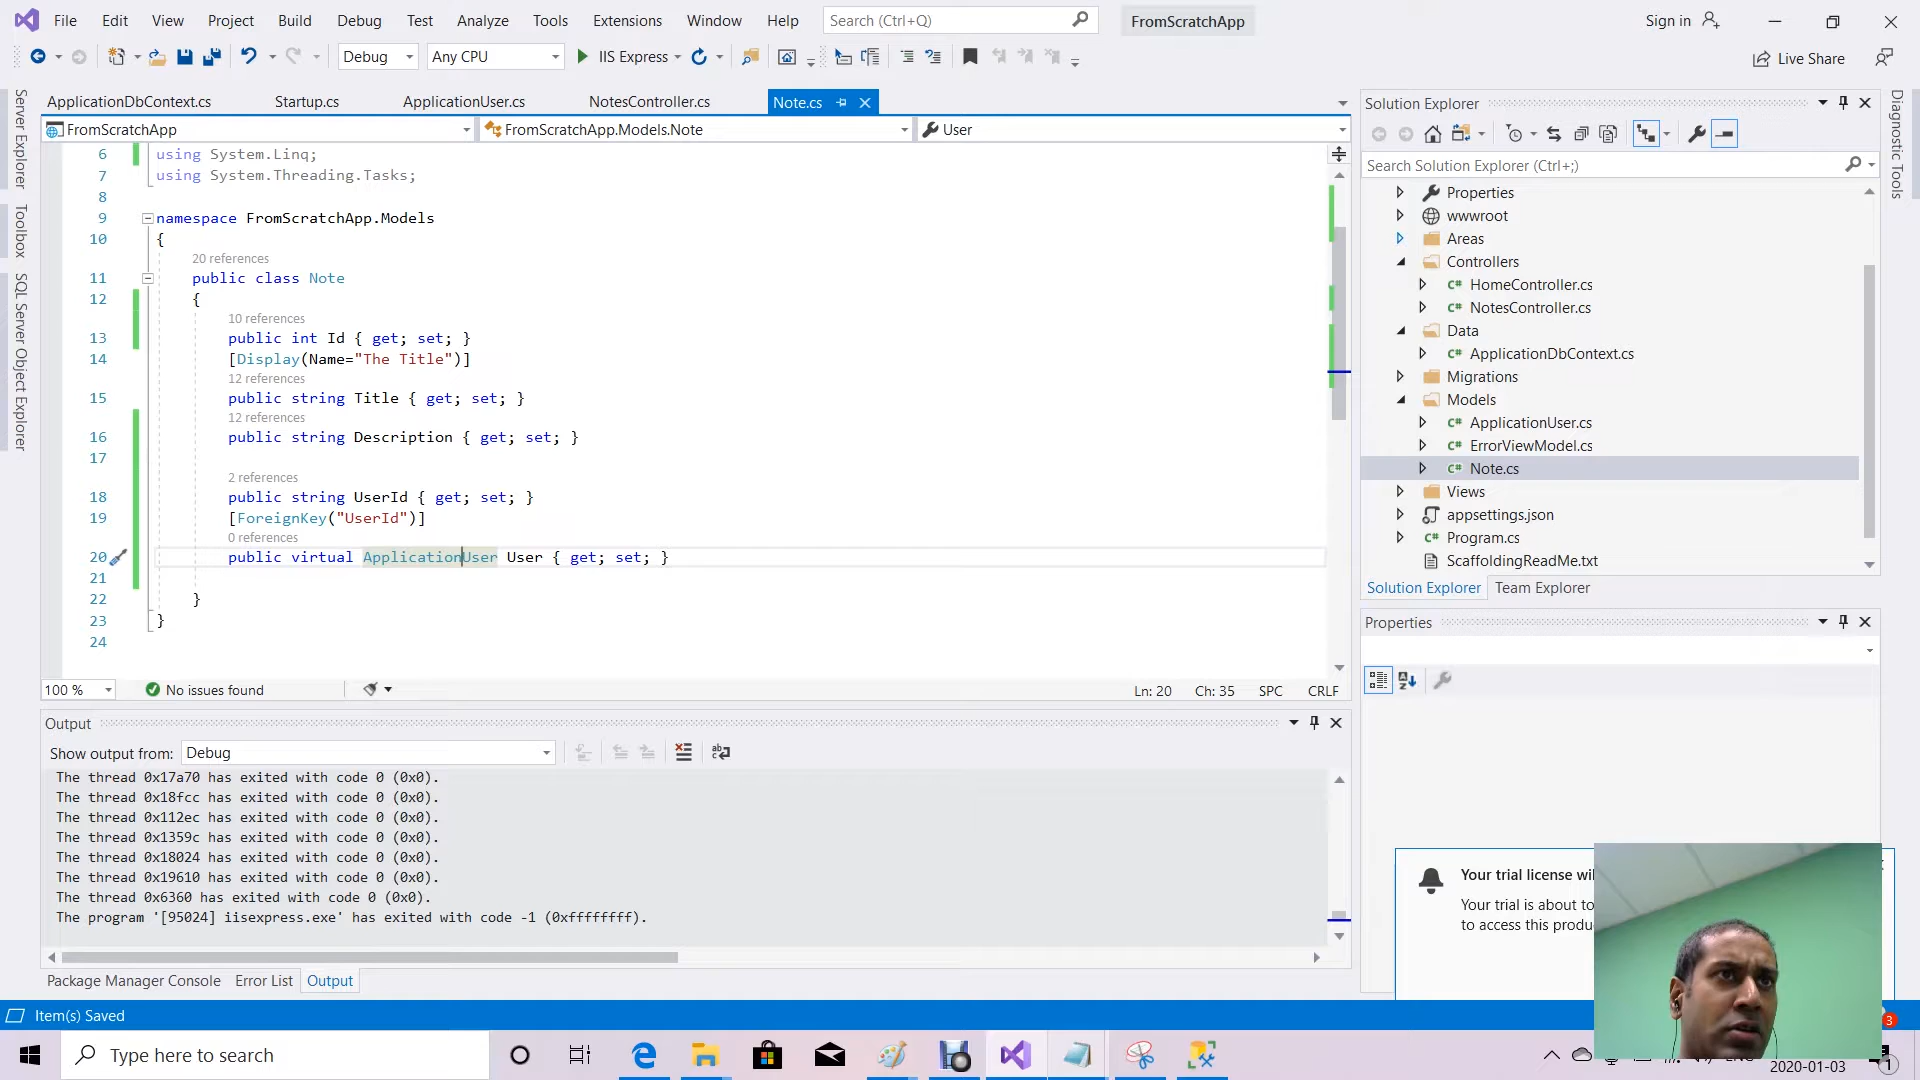 File Edit View Project Build Debug Test Analyze Tools Extensions Window Help Search (Ctrl+Q) FromScratchApp Sign in
Debug Any CPU IIS Express Live Share
Server Explorer
Toolbox
SQL Server Object Explorer
ApplicationDbContext.cs Startup.cs ApplicationUser.cs NotesController.cs Note.cs
FromScratchApp FromScratchApp.Models.Note User
6 using System.Linq;
7 using System.Threading.Tasks;
8
9 namespace FromScratchApp.Models
10 {
20 references
11 public class Note
12 {
10 references
13 public int Id { get; set; }
14 [Display(Name="The Title")]
12 references
15 public string Title { get; set; }
12 references
16 public string Description { get; set; }
17
2 references
18 public string UserId { get; set; }
19 [ForeignKey("UserId")]
0 references
20 public virtual ApplicationUser User { get; set; }
21
22 }
23 }
24
100 % No issues found Ln: 20 Ch: 35 SPC CRLF
Output
Show output from: Debug
The thread 0x17a70 has exited with code 0 (0x0).
The thread 0x18fcc has exited with code 0 (0x0).
The thread 0x112ec has exited with code 0 (0x0).
The thread 0x1359c has exited with code 0 (0x0).
The thread 0x18024 has exited with code 0 (0x0).
The thread 0x19610 has exited with code 0 (0x0).
The thread 0x6360 has exited with code 0 (0x0).
The program '[95024] iisexpress.exe' has exited with code -1 (0xffffffff).
Package Manager Console Error List Output
Solution Explorer
Search Solution Explorer (Ctrl+;)
Properties
wwwroot
Areas
Controllers
C# HomeController.cs
C# NotesController.cs
Data
C# ApplicationDbContext.cs
Migrations
Models
C# ApplicationUser.cs
C# ErrorViewModel.cs
C# Note.cs
Views
appsettings.json
C# Program.cs
ScaffoldingReadMe.txt
Solution Explorer Team Explorer
Properties
Diagnostic Tools
Your trial license wil
Your trial is about to
to access this produ
Item(s) Saved
3
Type here to search
2020-01-03
1